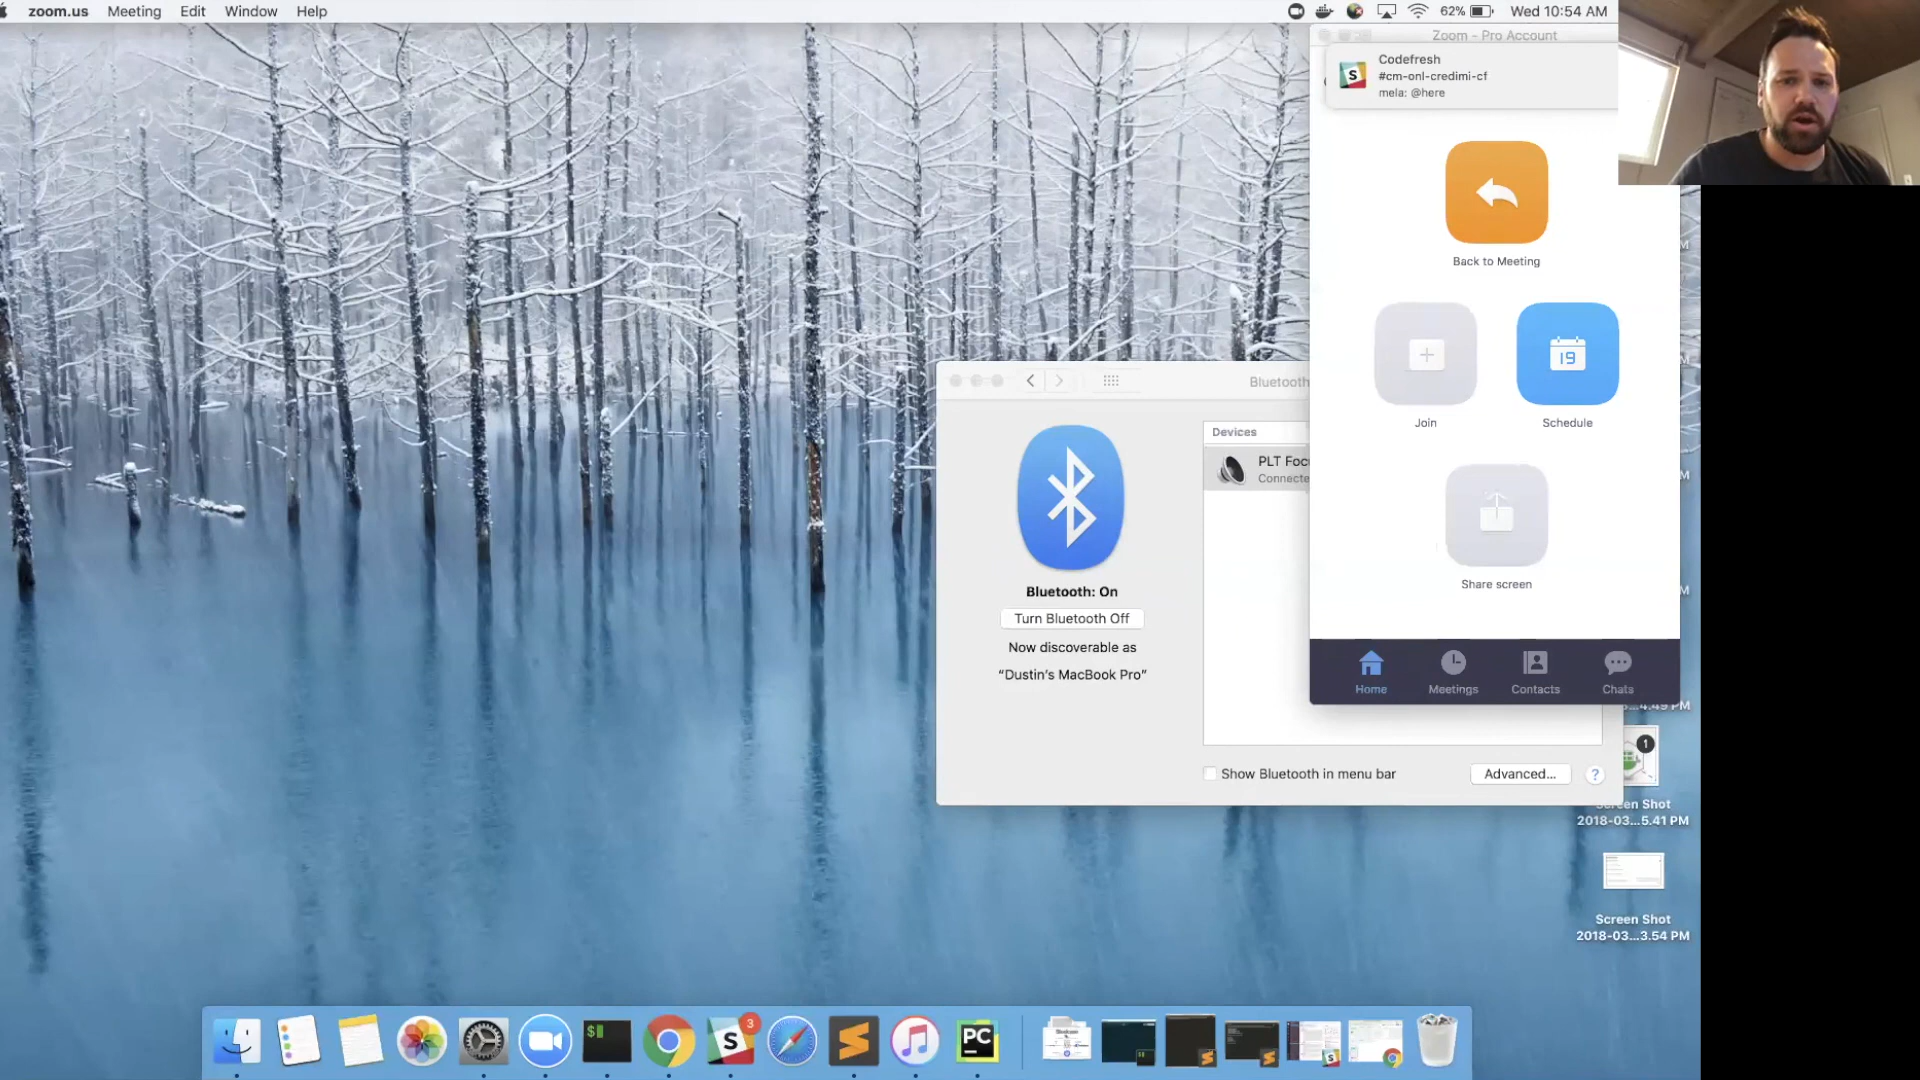 zoom.us Meeting Edit Window Help
62% Wed 10:54 AM
Zoom - Pro Account
Codefresh
#cm-onl-credimi-cf
mela: @here
Back to Meeting
19
Join
Schedule
Share screen
Home
Meetings
Contacts
Chats
Bluetooth
Devices
PLT Foc
Connecte
Bluetooth: On
Turn Bluetooth Off
Now discoverable as
“Dustin’s MacBook Pro”
Show Bluetooth in menu bar
Advanced...
?
4.49 PM
1
Screen Shot
2018-03...5.41 PM
Screen Shot
2018-03...3.54 PM
$
S
3
PC